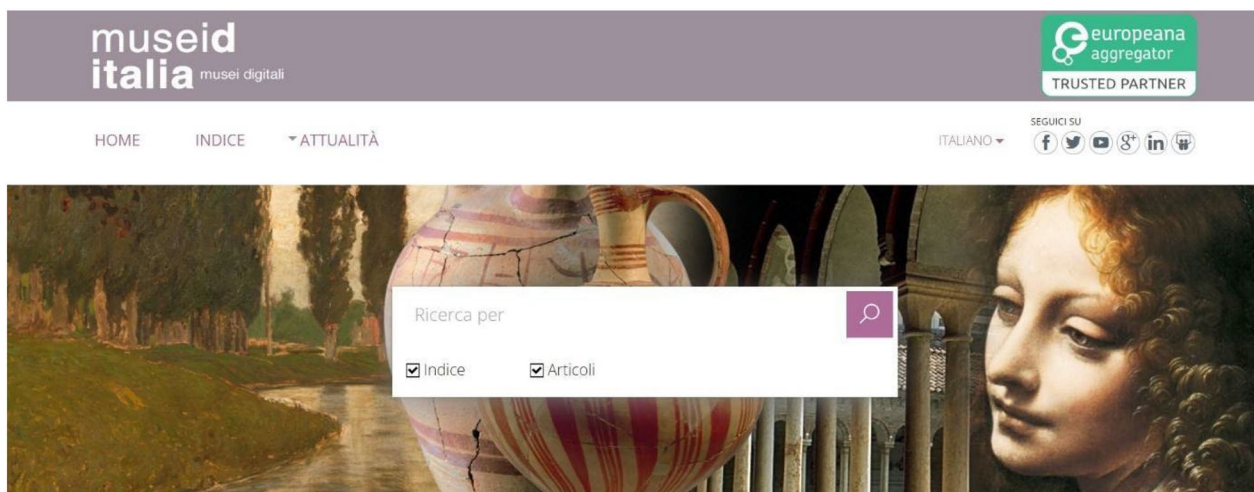 museid
italia musei digitali
europeana
aggregator
TRUSTED PARTNER
HOME INDICE ATTUALITÀ ITALIANO
SEGUICI SU
Ricerca per
Indice Articoli